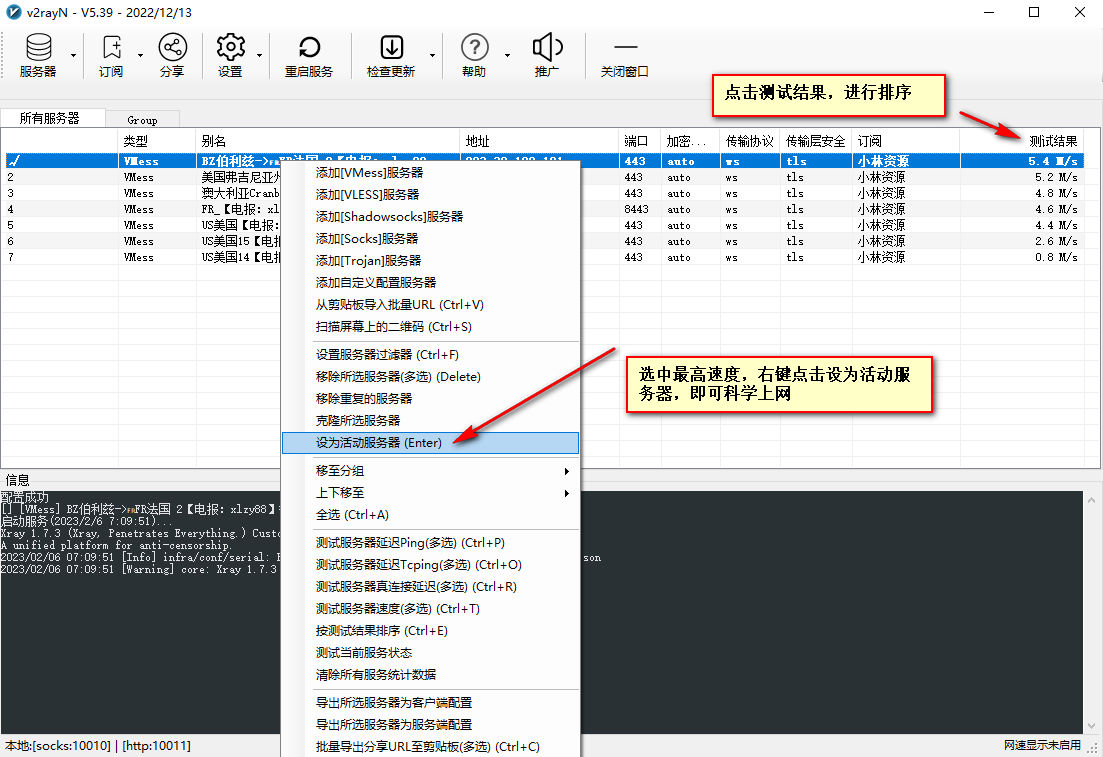 v2rayN - V5.39 - 2022/12/13
服务器 订阅 分享 设置 重启服务 检查更新 帮助 推广 关闭窗口
点击测试结果，进行排序
所有服务器 Group
类型 别名 地址 端口 加密... 传输协议 传输层安全 订阅 测试结果
VMess BZ伯利兹-> 443 auto ws tls 小林资源 5.4 M/s
2 VMess 美国弗吉尼亚 443 auto ws tls 小林资源 5.2 M/s
3 VMess 澳大利亚Cranb 443 auto ws tls 小林资源 4.8 M/s
4 VMess FR_【电报: xl 8443 auto ws tls 小林资源 4.6 M/s
5 VMess US美国【电报: 443 auto ws tls 小林资源 4.4 M/s
6 VMess US美国15【电报 443 auto ws tls 小林资源 2.6 M/s
7 VMess US美国14【电报 443 auto ws tls 小林资源 0.8 M/s
添加[VMess]服务器
添加[VLESS]服务器
添加[Shadowsocks]服务器
添加[Socks]服务器
添加[Trojan]服务器
添加自定义配置服务器
从剪贴板导入批量URL (Ctrl+V)
扫描屏幕上的二维码 (Ctrl+S)
设置服务器过滤器 (Ctrl+F)
移除所选服务器(多选) (Delete)
移除重复的服务器
克隆所选服务器
设为活动服务器 (Enter)
移至分组
上下移至
全选 (Ctrl+A)
测试服务器延迟Ping(多选) (Ctrl+P)
测试服务器延迟Tcping(多选) (Ctrl+O)
测试服务器真连接延迟(多选) (Ctrl+R)
测试服务器速度(多选) (Ctrl+T)
按测试结果排序 (Ctrl+E)
测试当前服务状态
清除所有服务统计数据
导出所选服务器为客户端配置
导出所选服务器为服务端配置
批量导出分享URL至剪贴板(多选) (Ctrl+C)
选中最高速度，右键点击设为活动服
务器，即可科学上网
信息
配置成功
[] [VMess] BZ伯利兹->FR法国 2【电报: xlzy88】
启动服务(2023/2/6 7:09:51)...
Xray 1.7.3 (Xray, Penetrates Everything.) Custo
A unified platform for anti-censorship.
2023/02/06 07:09:51 [Info] infra/conf/serial: son
2023/02/06 07:09:51 [Warning] core: Xray 1.7.3
本地:[socks:10010] | [http:10011] 网速显示未启用